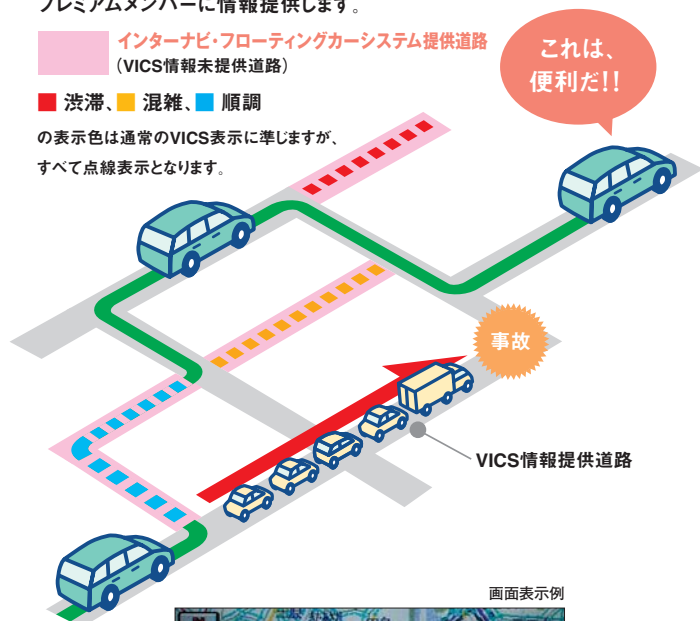 プレミアムメンバーに情報提供します。
インターナビ・フローティングカーシステム提供道路
(VICS情報未提供道路)
これは、
便利だ!!
■ 渋滞、■ 混雑、■ 順調
の表示色は通常のVICS表示に準じますが、
すべて点線表示となります。
事故
VICS情報提供道路
画面表示例